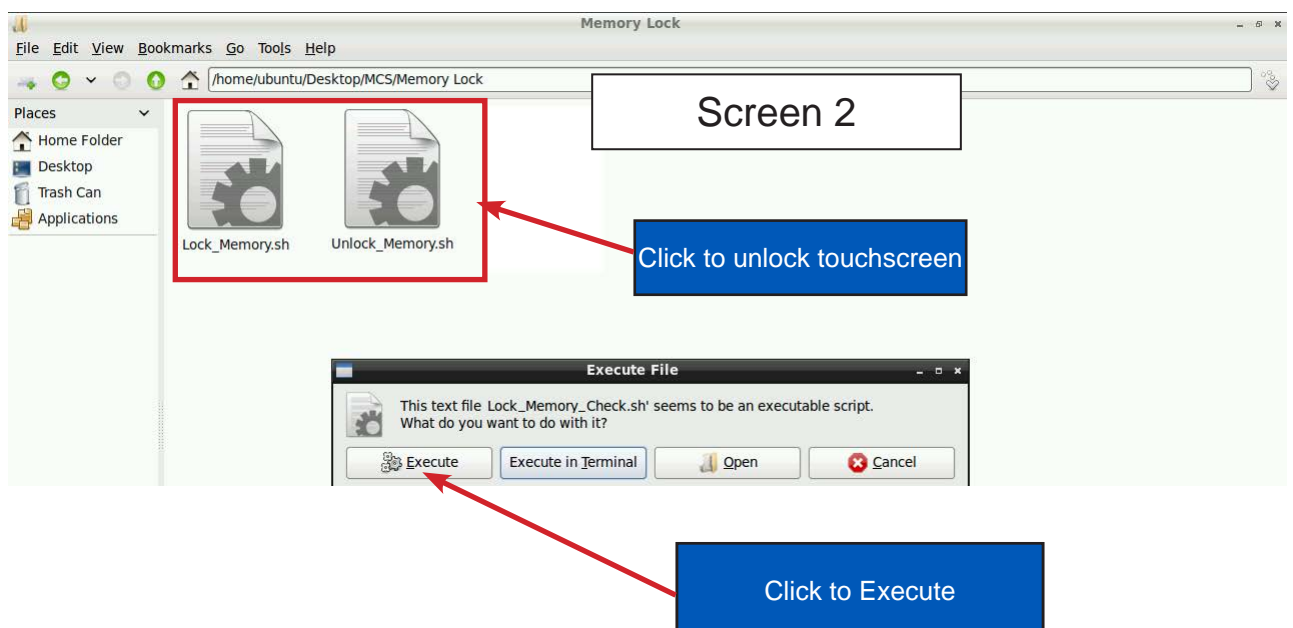 Memory Lock
File Edit View Bookmarks Go Tools Help
/home/ubuntu/Desktop/MCS/Memory Lock
Screen 2
Places
Home Folder
Desktop
Trash Can
Applications
Lock_Memory.sh
Unlock_Memory.sh
Click to unlock touchscreen
Execute File
This text file Lock_Memory_Check.sh' seems to be an executable script.
What do you want to do with it?
Execute Execute in Terminal Open Cancel
Click to Execute